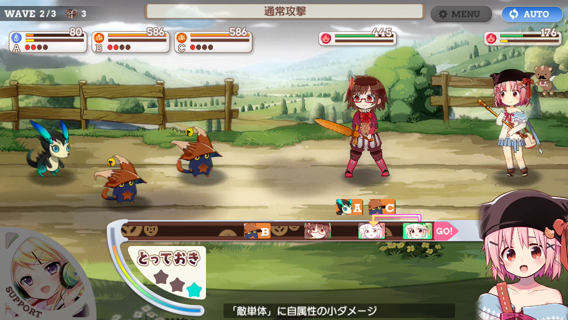 WAVE 2/3 3
通常攻撃
MENU
AUTO
80
A
586
B
586
C
445
176
A
C
B
GO!
とっておき
SUPPORT
「敵単体」に自属性の小ダメージ